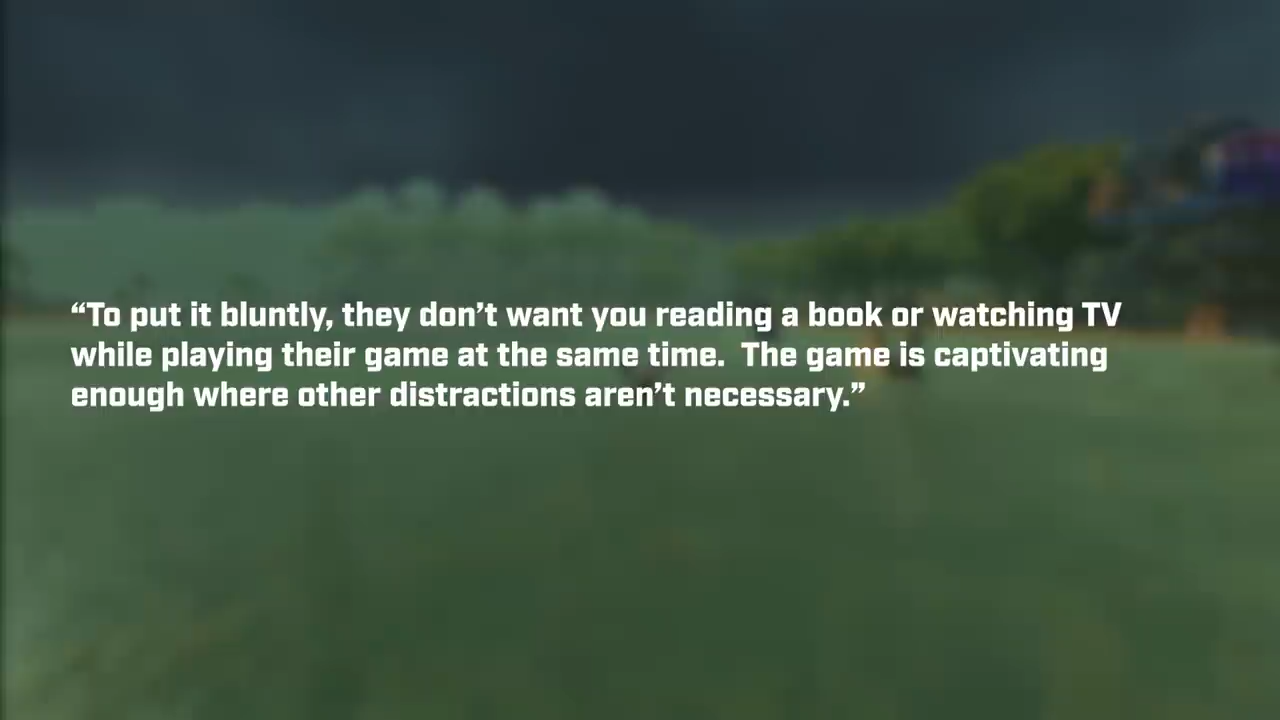 “To put it bluntly, they don’t want you reading a book or watching TV
while playing their game at the same time.  The game is captivating
enough where other distractions aren’t necessary.”